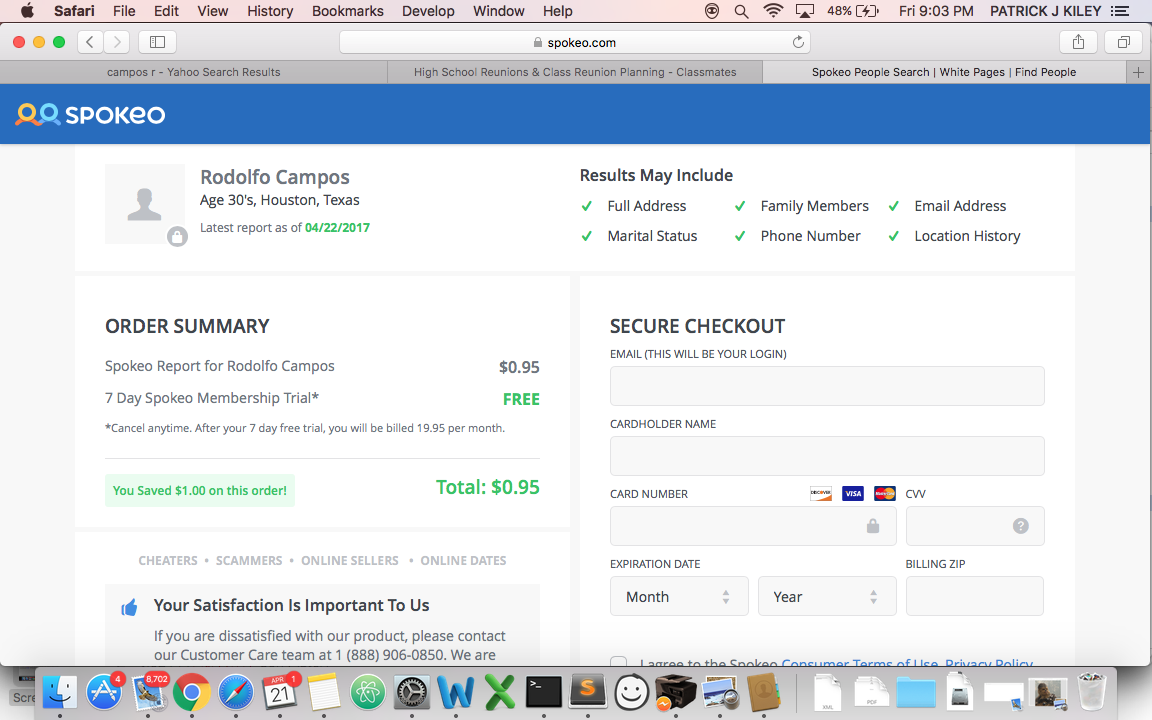 Safari File Edit View History Bookmarks Develop Window Help 48% Fri 9:03 PM PATRICK J KILEY
spokeo.com
campos r - Yahoo Search Results
High School Reunions & Class Reunion Planning - Classmates
Spokeo People Search | White Pages | Find People
SPOKEO
Rodolfo Campos
Age 30's, Houston, Texas
Latest report as of 04/22/2017
Results May Include
Full Address Family Members Email Address
Marital Status Phone Number Location History
ORDER SUMMARY
Spokeo Report for Rodolfo Campos $0.95
7 Day Spokeo Membership Trial* FREE
*Cancel anytime. After your 7 day free trial, you will be billed 19.95 per month.
You Saved $1.00 on this order! Total: $0.95
CHEATERS • SCAMMERS • ONLINE SELLERS • ONLINE DATES
Your Satisfaction Is Important To Us
If you are dissatisfied with our product, please contact
our Customer Care team at 1 (888) 906-0850. We are
SECURE CHECKOUT
EMAIL (THIS WILL BE YOUR LOGIN)
CARDHOLDER NAME
CARD NUMBER DISCOVER VISA MasterCard CVV
?
EXPIRATION DATE BILLING ZIP
Month Year
I agree to the Spokeo Consumer Terms of Use, Privacy Policy
Scre
4 8,702 APR 21 1 W X >_ S XML PDF